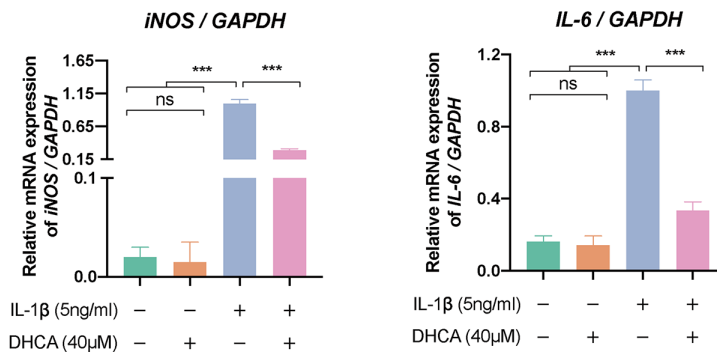 iNOS / GAPDH
Relative mRNA expression
of iNOS / GAPDH
1.65
1.15
0.65
0.15
0.1
0.0
***
***
ns
IL-1β (5ng/ml) − − + +
DHCA (40μM) − + − +
IL-6 / GAPDH
Relative mRNA expression
of IL-6 / GAPDH
1.2
0.8
0.4
0.0
***
***
ns
IL-1β (5ng/ml) − − + +
DHCA (40μM) − + − +